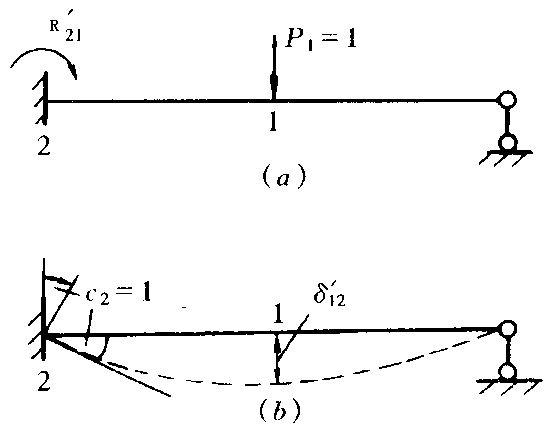 R′₂₁
P₁ = 1
2
1
(a)
c₂ = 1
1
δ′₁₂
2
(b)